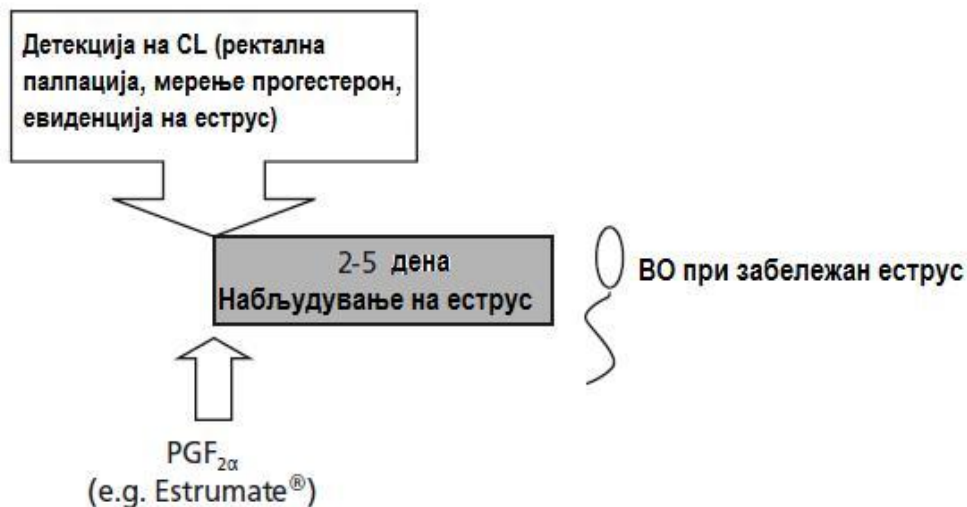 Детекција на CL (ректална
палпација, мерење прогестерон,
евиденција на еструс)
2-5 дена
Набљудување на еструс
ВО при забележан еструс
PGF2α
(e.g. Estrumate®)